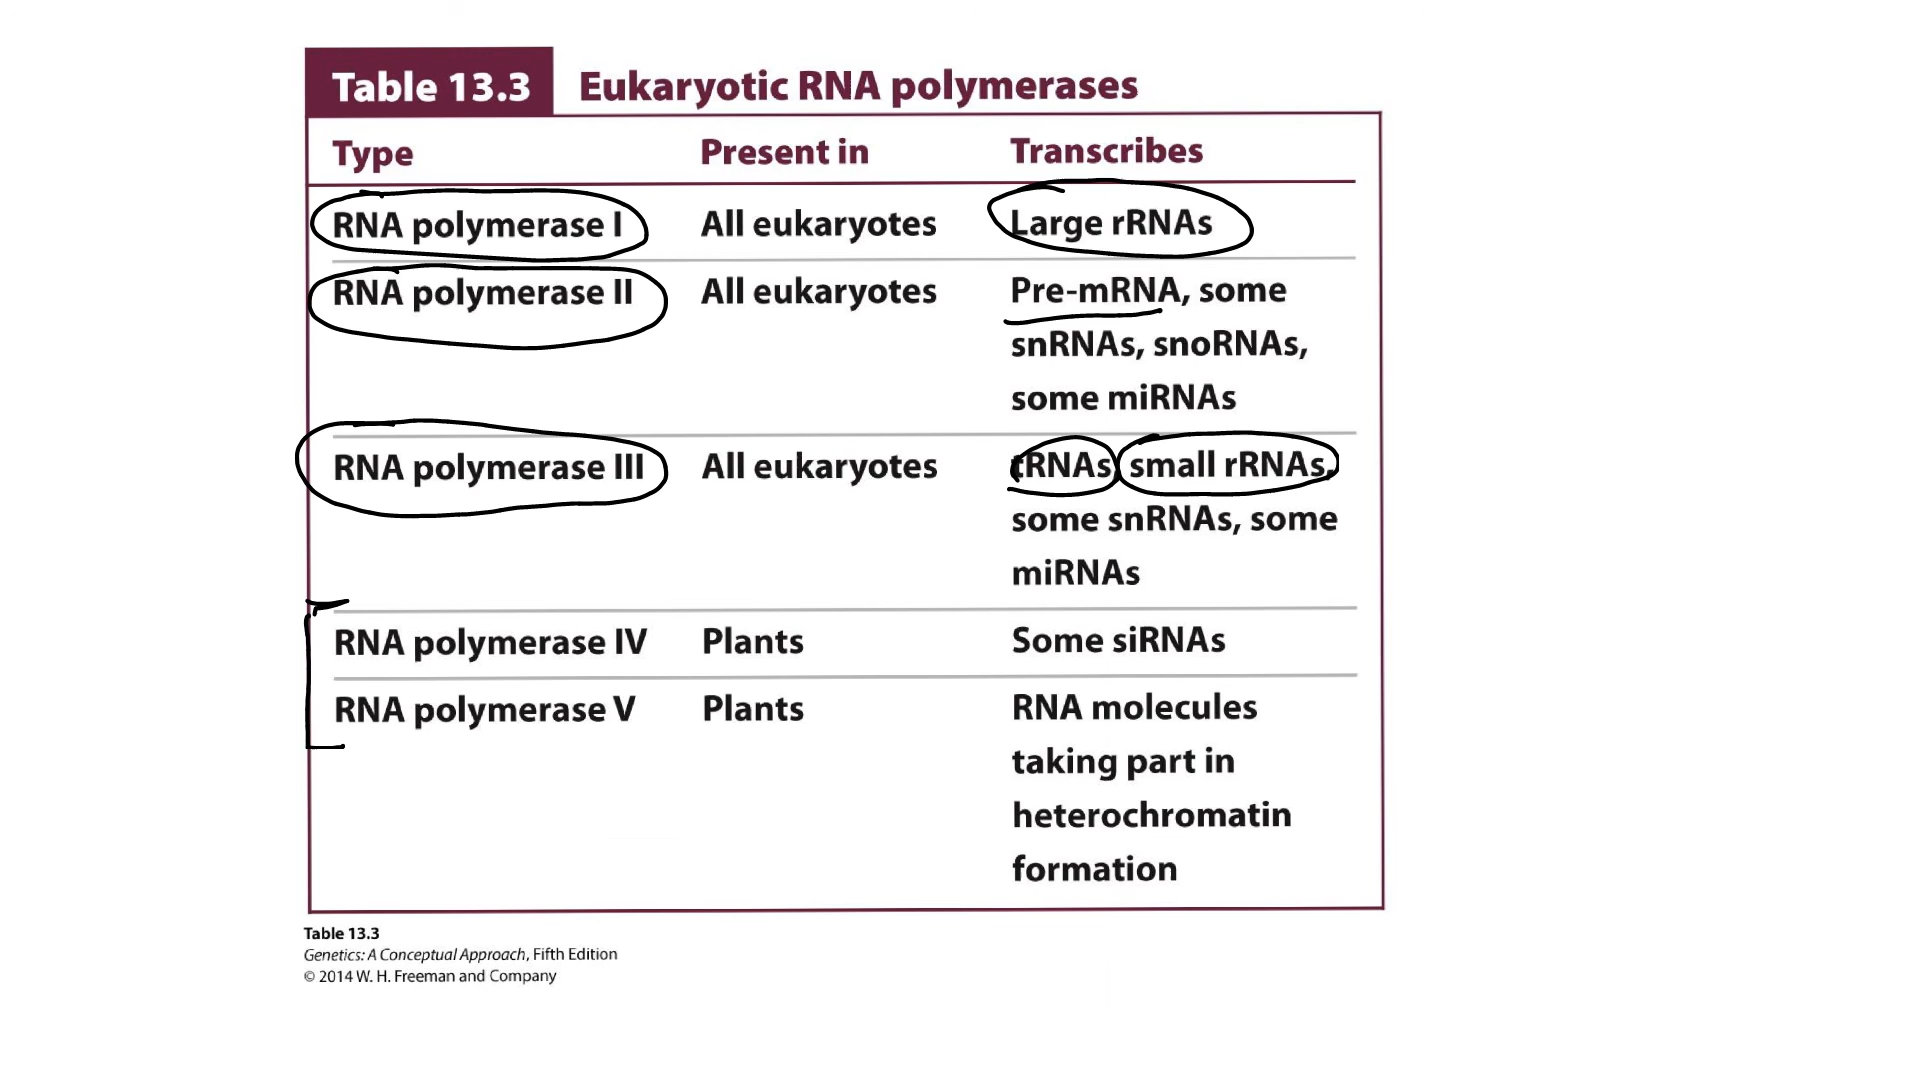 Table 13.3 Eukaryotic RNA polymerases
Type Present in Transcribes
RNA polymerase I All eukaryotes Large rRNAs
RNA polymerase II All eukaryotes Pre-mRNA, some
snRNAs, snoRNAs,
some miRNAs
RNA polymerase III All eukaryotes tRNAs, small rRNAs,
some snRNAs, some
miRNAs
RNA polymerase IV Plants Some siRNAs
RNA polymerase V Plants RNA molecules
taking part in
heterochromatin
formation
Table 13.3
Genetics: A Conceptual Approach, Fifth Edition
© 2014 W. H. Freeman and Company